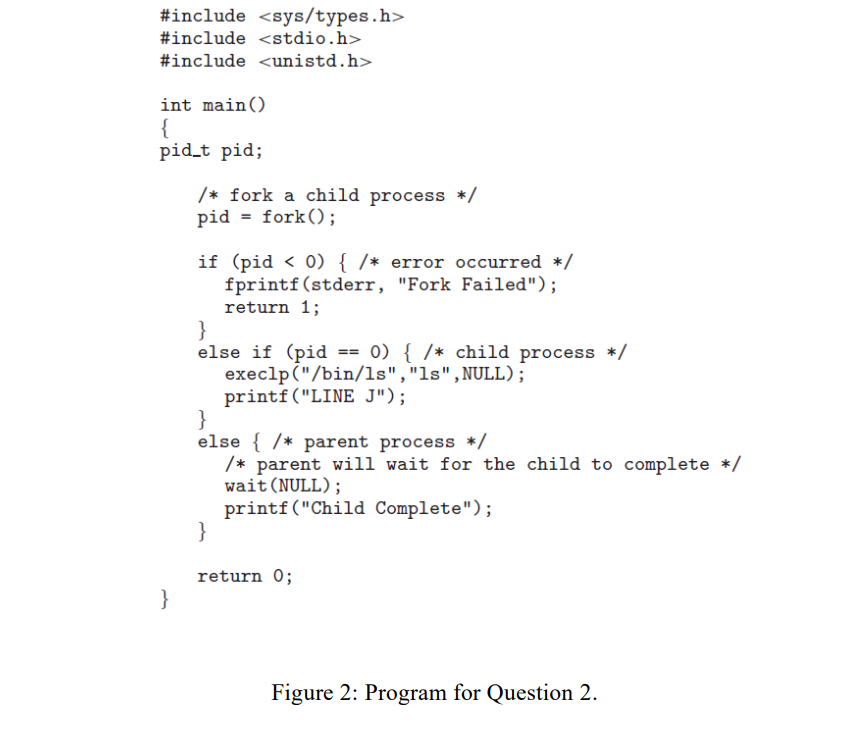 #include <sys/types.h>
#include <stdio.h>
#include <unistd.h>
int main()
{
pid_t pid;
/* fork a child process */
pid = fork();
if (pid < 0) { /* error occurred */
fprintf(stderr, "Fork Failed");
return 1;
}
else if (pid == 0) { /* child process */
execlp("/bin/ls","ls",NULL);
printf("LINE J");
}
else { /* parent process */
/* parent will wait for the child to complete */
wait(NULL);
printf("Child Complete");
}
return 0;
}
Figure 2: Program for Question 2.